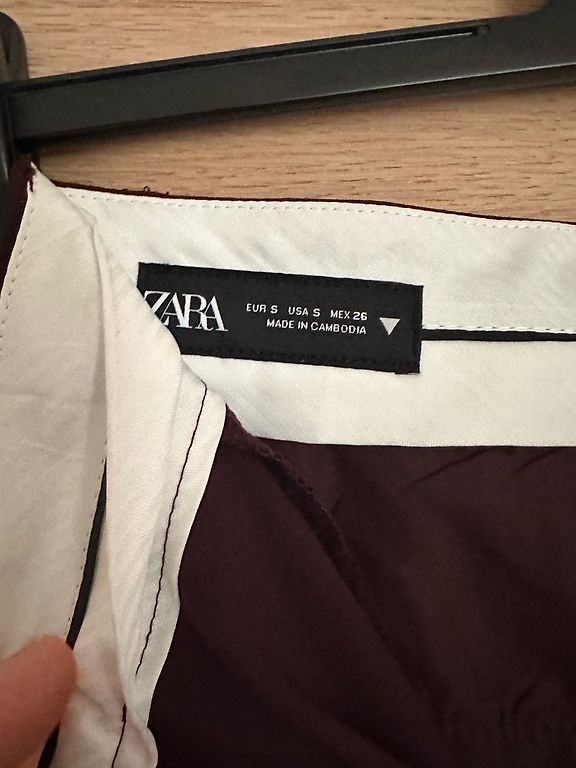 ZARA
EUR S USA S MEX 26
MADE IN CAMBODIA